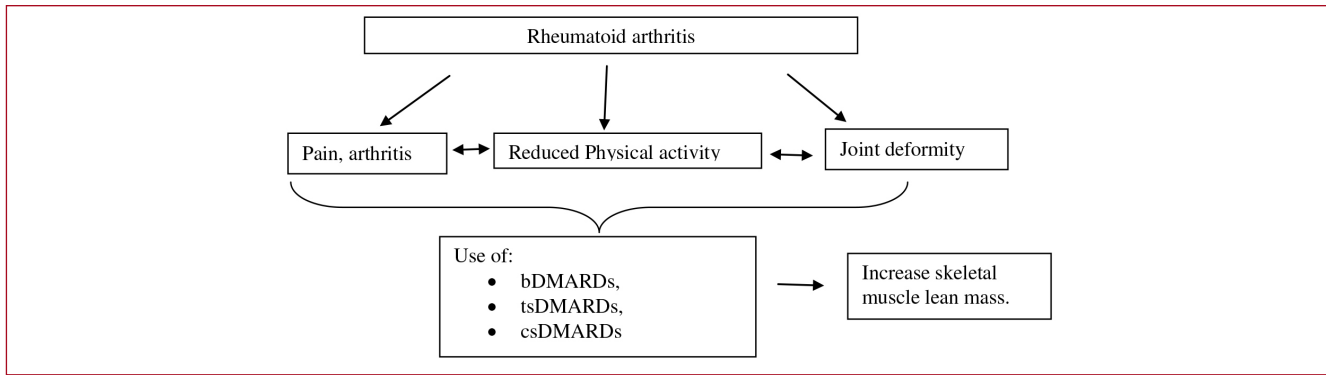 Rheumatoid arthritis
Pain, arthritis
Reduced Physical activity
Joint deformity
Use of:
• bDMARDs,
• tsDMARDs,
• csDMARDs
Increase skeletal
muscle lean mass.